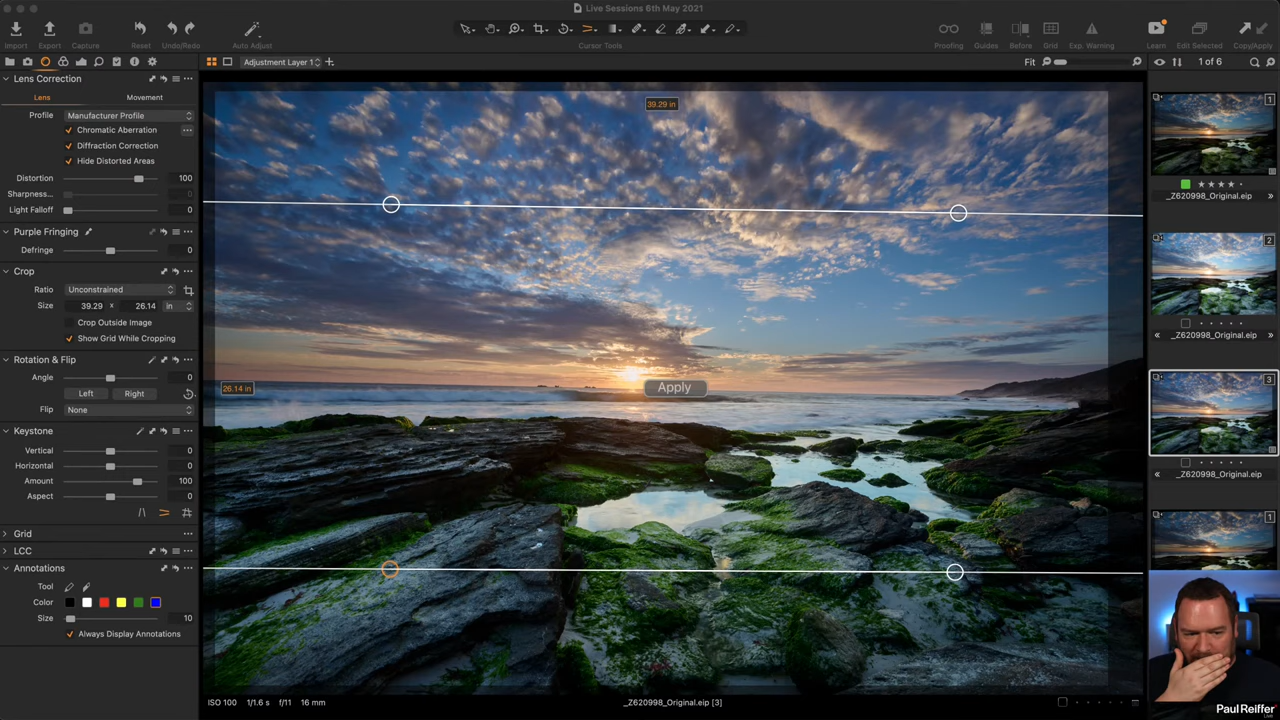 Live Sessions 6th May 2021
Import
Export
Capture
Reset
Undo/Redo
Auto Adjust
Cursor Tools
Proofing
Guides
Before
Grid
Exp. Warning
Learn
Edit Selected
Copy/Apply
Adjustment Layer 1
Fit
1 of 6
Lens Correction
Lens
Movement
Profile
Manufacturer Profile
Chromatic Aberration
Diffraction Correction
Hide Distorted Areas
Distortion
100
Sharpness...
0
Light Falloff
0
Purple Fringing
Defringe
0
Crop
Ratio
Unconstrained
Size
39.29 x 26.14 in
Crop Outside Image
Show Grid While Cropping
Rotation & Flip
Angle
0
Left
Right
Flip
None
Keystone
Vertical
0
Horizontal
0
Amount
100
Aspect
0
Grid
LCC
Annotations
Tool
Color
Size
10
Always Display Annotations
39.29 in
26.14 in
Apply
ISO 100
1/1.6 s
f/11
16 mm
_Z620998_Original.eip [3]
1
_Z620998_Original.eip
2
_Z620998_Original.eip
3
_Z620998_Original.eip
1
Paul Reiffer
Live